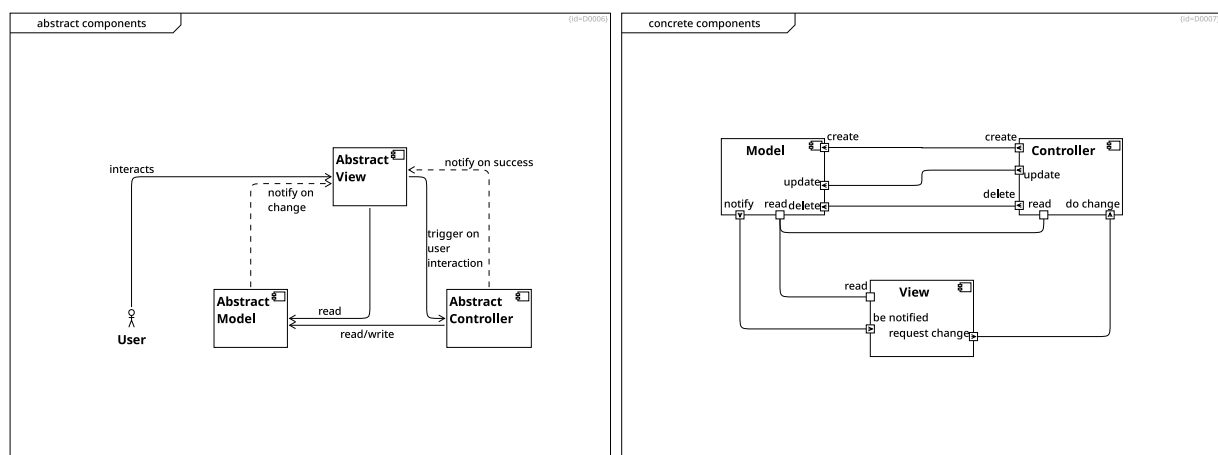 abstract components
{id=D0006}
interacts
Abstract
View
notify on success
notify on
change
trigger on
user
interaction
Abstract
Model
read
read/write
Abstract
Controller
User
concrete components
{id=D0007}
Model
create
create
Controller
update
update
delete
delete
notify
read
read
do change
read
View
be notified
request change